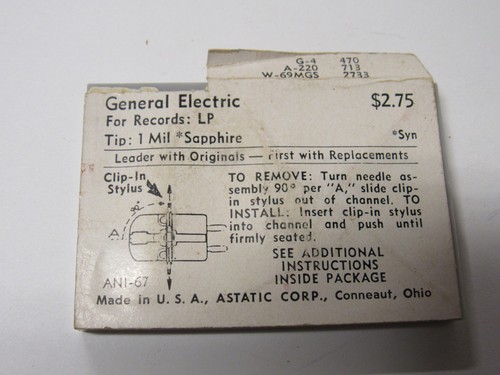 G-4 470
A-220 713
W-69MGS 2733
General Electric $2.75
For Records: LP
Tip: 1 Mil *Sapphire *Syn
Leader with Originals — First with Replacements
Clip-In
Stylus
90°
A
ANI-67
TO REMOVE: Turn needle as-
sembly 90° per "A," slide clip-
in stylus out of channel. TO
INSTALL: Insert clip-in stylus
into channel and push until
firmly seated.
SEE ADDITIONAL
INSTRUCTIONS
INSIDE PACKAGE
Made in U. S. A., ASTATIC CORP., Conneaut, Ohio